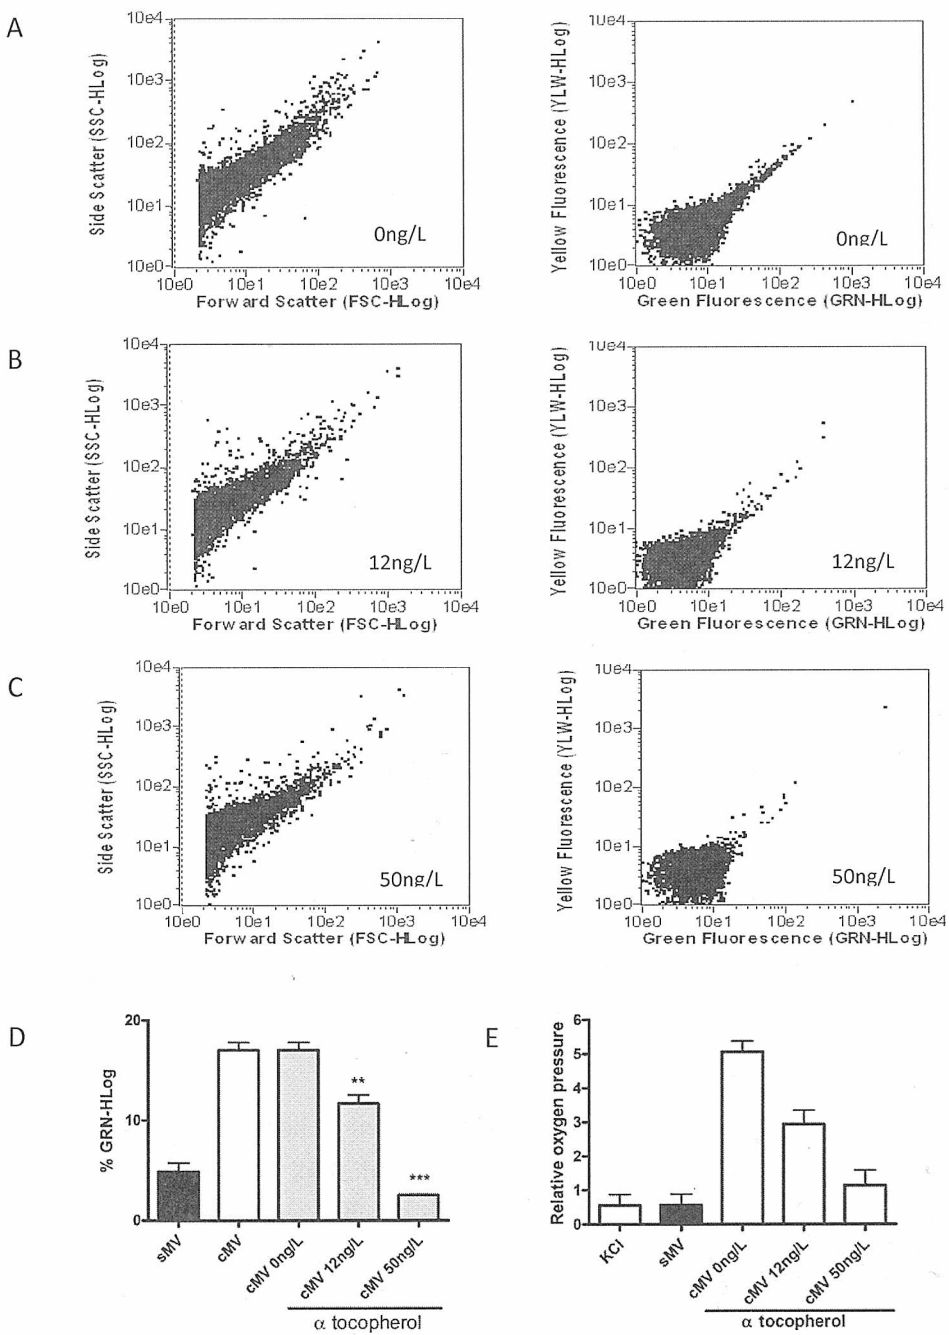 A
Side Scatter (SSC-HLog)
10e4
10e3
10e2
10e1
10e0
10e0 10e1 10e2 10e3 10e4
Forward Scatter (FSC-HLog)
0ng/L
Yellow Fluorescence (YLW-HLog)
10e4
10e3
10e2
10e1
10e0
10e0 10e1 10e2 10e3 10e4
Green Fluorescence (GRN-HLog)
0ng/L
B
Side Scatter (SSC-HLog)
10e4
10e3
10e2
10e1
10e0
10e0 10e1 10e2 10e3 10e4
Forward Scatter (FSC-HLog)
12ng/L
Yellow Fluorescence (YLW-HLog)
10e4
10e3
10e2
10e1
10e0
10e0 10e1 10e2 10e3 10e4
Green Fluorescence (GRN-HLog)
12ng/L
C
Side Scatter (SSC-HLog)
10e4
10e3
10e2
10e1
10e0
10e0 10e1 10e2 10e3 10e4
Forward Scatter (FSC-HLog)
50ng/L
Yellow Fluorescence (YLW-HLog)
10e4
10e3
10e2
10e1
10e0
10e0 10e1 10e2 10e3 10e4
Green Fluorescence (GRN-HLog)
50ng/L
D
% GRN-HLog
20
10
0
**
***
sMV
cMV
cMV 0ng/L
cMV 12ng/L
cMV 50ng/L
α tocopherol
E
Relative oxygen pressure
6
5
4
3
2
1
0
KCl
sMV
cMV 0ng/L
cMV 12ng/L
cMV 50ng/L
α tocopherol